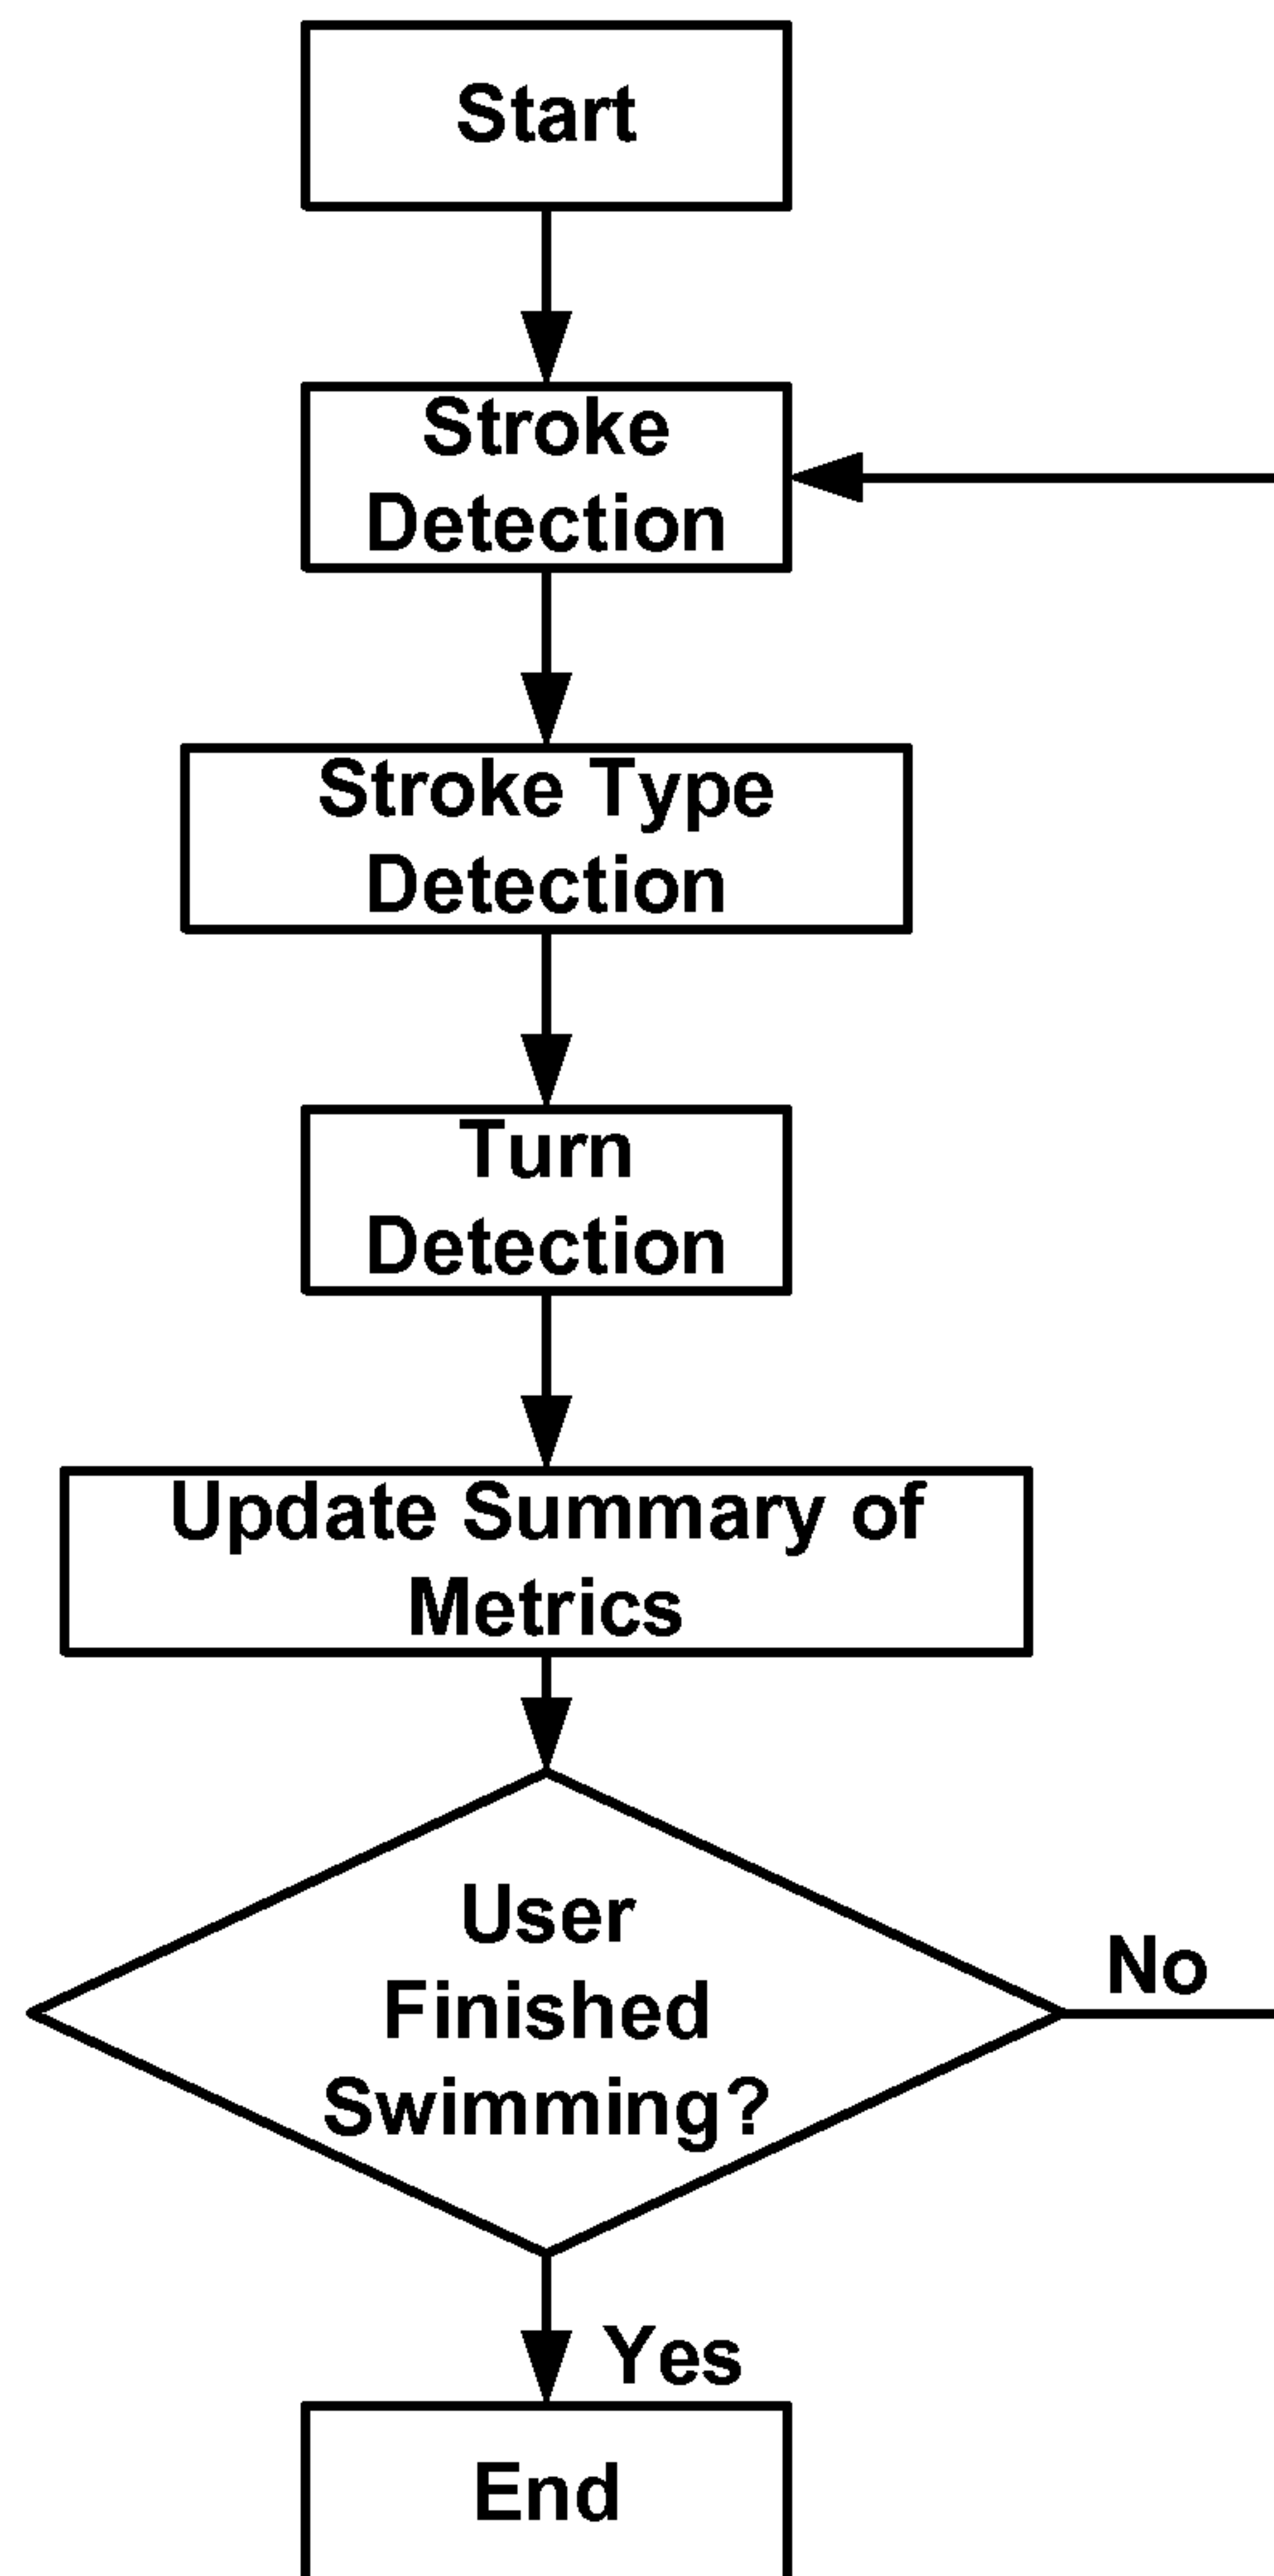 Start
Stroke
Detection
Stroke Type
Detection
Turn
Detection
Update Summary of
Metrics
User
Finished
Swimming?
No
Yes
End